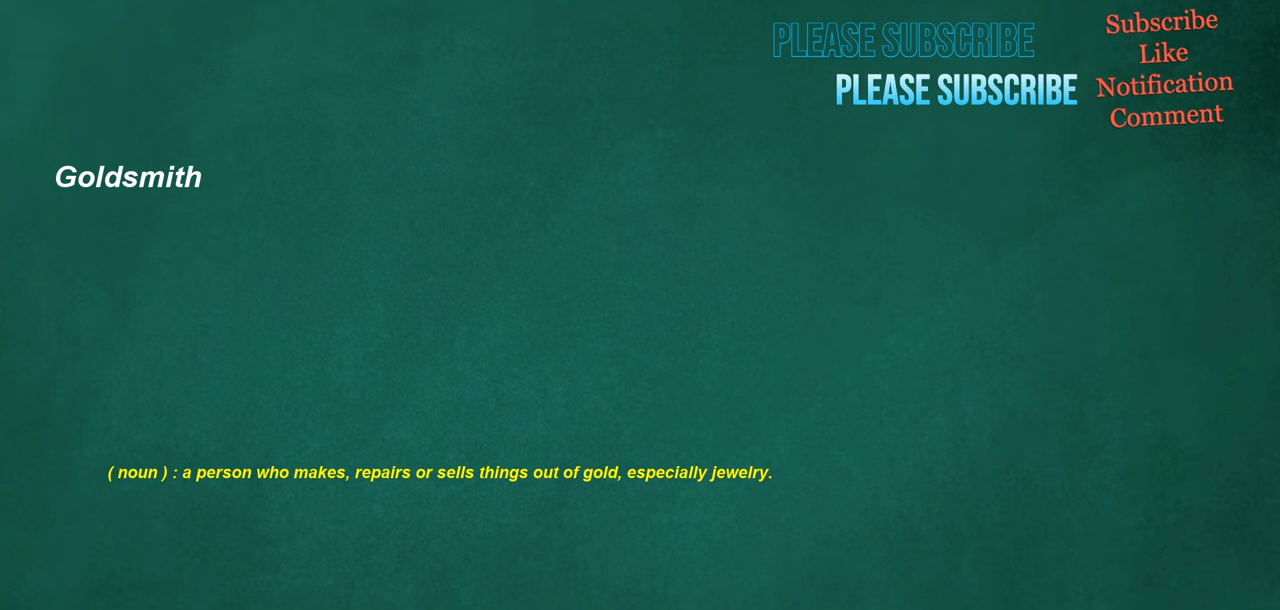 PLEASE SUBSCRIBE
PLEASE SUBSCRIBE
Subscribe
Like
Notification
Comment
Goldsmith
( noun ) : a person who makes, repairs or sells things out of gold, especially jewelry.